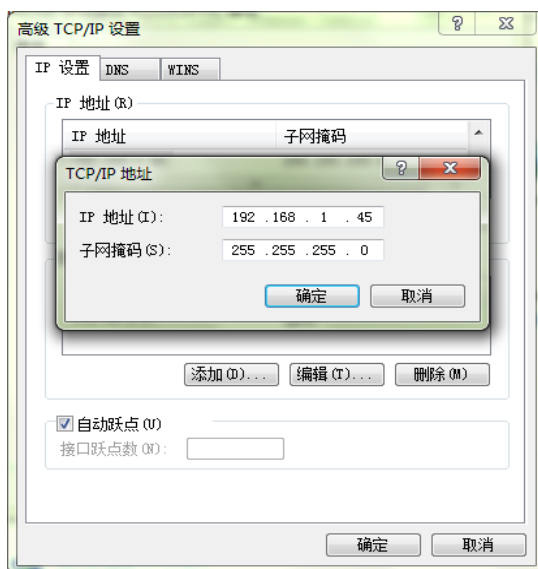 高级 TCP/IP 设置
IP 设置 DNS WINS
IP 地址(R)
IP 地址 子网掩码
TCP/IP 地址
IP 地址(I): 192 .168 . 1 . 45
子网掩码(S): 255 .255 .255 . 0
确定 取消
添加(D)... 编辑(T)... 删除(M)
自动跃点(U)
接口跃点数(N):
确定 取消